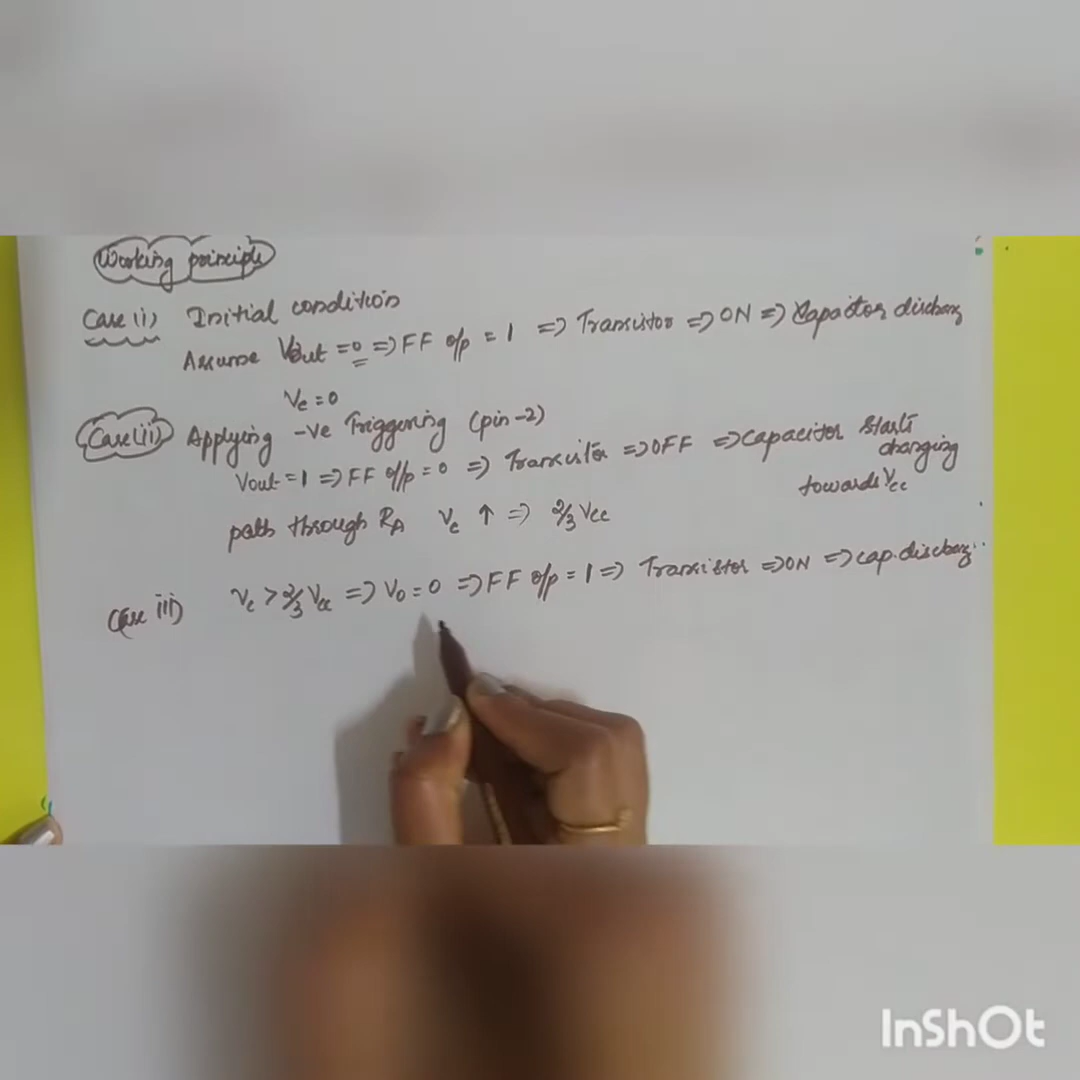 Working principle
Case (i) Initial condition
Assume Vout = 0 => FF o/p = 1 => Transistor => ON => Capacitor discharg
Vc = 0
Case (ii) Applying -ve Triggering (pin-2)
Vout = 1 => FF o/p = 0 => Transistor => OFF => Capacitor starts charging
towards Vcc
path through RA Vc ↑ => 2/3 Vcc
Case iii) Vc > 2/3 Vcc => Vo = 0 => FF o/p = 1 => Transistor => ON => cap. discharg..
InShOt